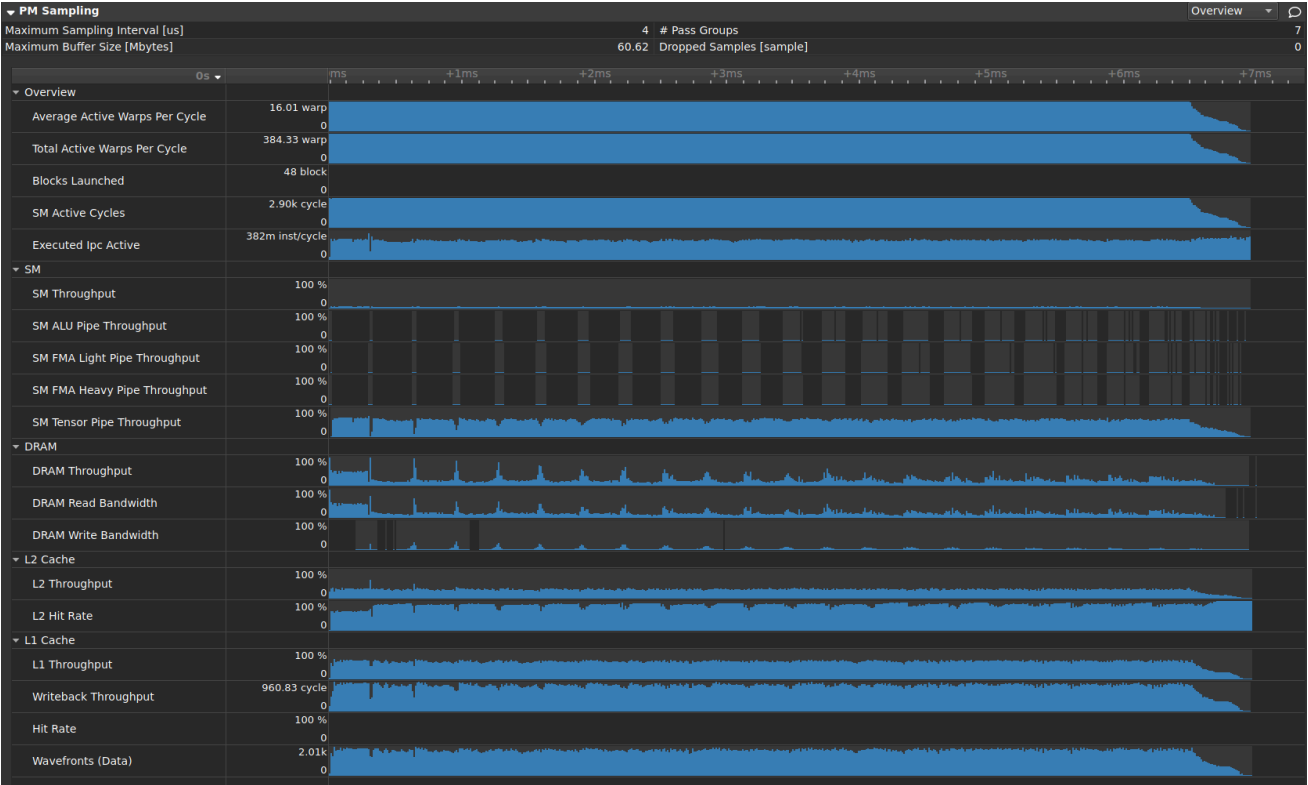 PM Sampling Overview
Maximum Sampling Interval [us] 4 # Pass Groups 7
Maximum Buffer Size [Mbytes] 60.62 Dropped Samples [sample] 0
0s ms +1ms +2ms +3ms +4ms +5ms +6ms +7ms
Overview
Average Active Warps Per Cycle 16.01 warp 0
Total Active Warps Per Cycle 384.33 warp 0
Blocks Launched 48 block 0
SM Active Cycles 2.90k cycle 0
Executed Ipc Active 382m inst/cycle 0
SM
SM Throughput 100 % 0
SM ALU Pipe Throughput 100 % 0
SM FMA Light Pipe Throughput 100 % 0
SM FMA Heavy Pipe Throughput 100 % 0
SM Tensor Pipe Throughput 100 % 0
DRAM
DRAM Throughput 100 % 0
DRAM Read Bandwidth 100 % 0
DRAM Write Bandwidth 100 % 0
L2 Cache
L2 Throughput 100 % 0
L2 Hit Rate 100 % 0
L1 Cache
L1 Throughput 100 % 0
Writeback Throughput 960.83 cycle 0
Hit Rate 100 % 0
Wavefronts (Data) 2.01k 0